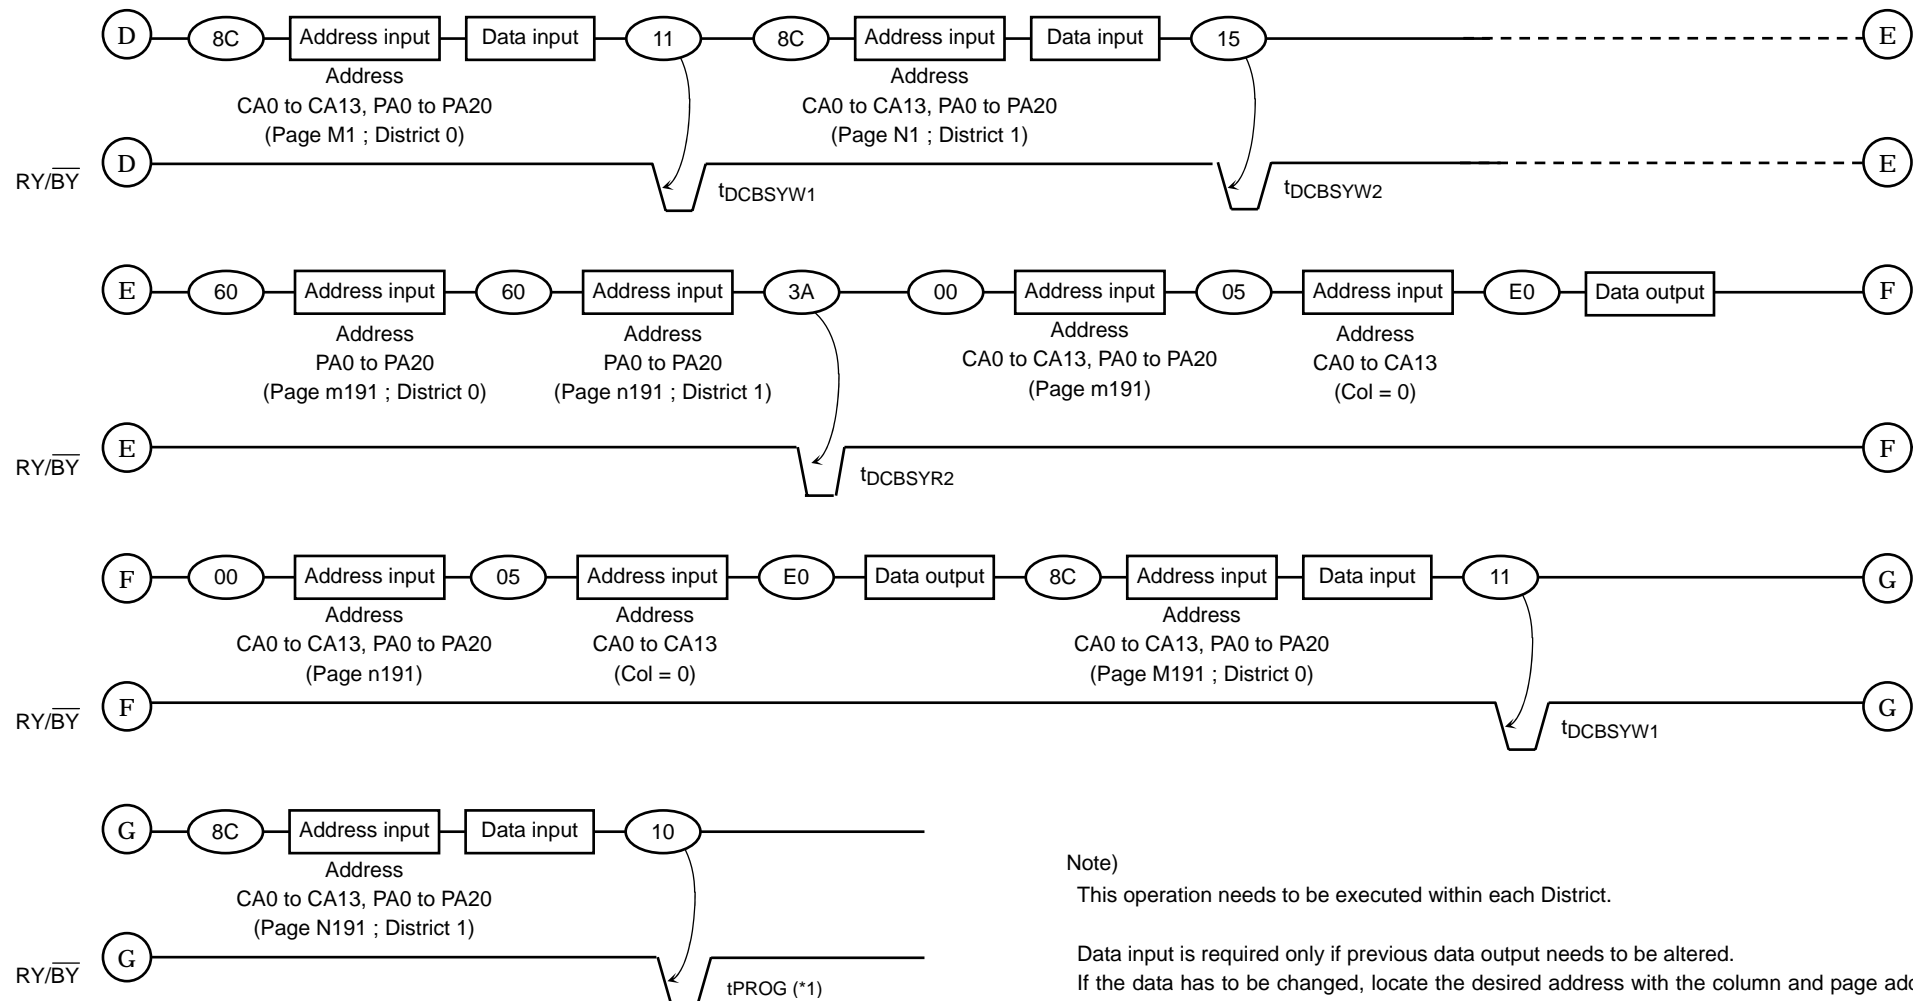 D 8C Address input Data input 11 8C Address input Data input 15 E
Address Address
CA0 to CA13, PA0 to PA20 CA0 to CA13, PA0 to PA20
(Page M1 ; District 0) (Page N1 ; District 1)
RY/BY D E
tDCBSYW1 tDCBSYW2
E 60 Address input 60 Address input 3A 00 Address input 05 Address input E0 Data output F
Address Address Address Address
PA0 to PA20 PA0 to PA20 CA0 to CA13, PA0 to PA20 CA0 to CA13
(Page m191 ; District 0) (Page n191 ; District 1) (Page m191) (Col = 0)
RY/BY E F
tDCBSYR2
F 00 Address input 05 Address input E0 Data output 8C Address input Data input 11 G
Address Address Address
CA0 to CA13, PA0 to PA20 CA0 to CA13 CA0 to CA13, PA0 to PA20
(Page n191) (Col = 0) (Page M191 ; District 0)
RY/BY F G
tDCBSYW1
G 8C Address input Data input 10
Address
CA0 to CA13, PA0 to PA20
(Page N191 ; District 1)
RY/BY G
tPROG (*1)
Note)
This operation needs to be executed within each District.
Data input is required only if previous data output needs to be altered.
If the data has to be changed, locate the desired address with the column and page